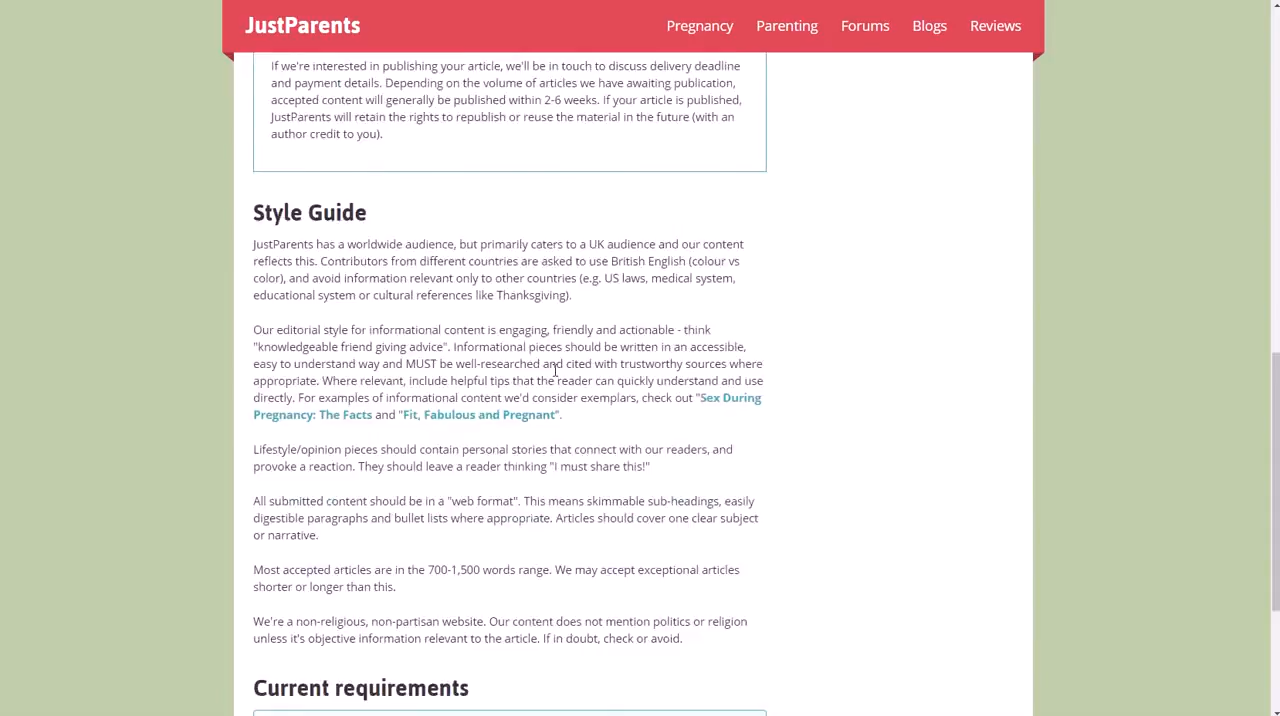 JustParents
Pregnancy
Parenting
Forums
Blogs
Reviews
If we're interested in publishing your article, we'll be in touch to discuss delivery deadline
and payment details. Depending on the volume of articles we have awaiting publication,
accepted content will generally be published within 2-6 weeks. if your article is published,
JustParents will retain the rights to republish or reuse the material in the future (with an
author credit to you).
Style Guide
JustParents has a worldwide audience, but primarily caters to a UK audience and our content
reflects this. Contributors from different countries are asked to use British English (colour vs
color), and avoid information relevant only to other countries (e.g. US laws, medical system,
educational system or cultural references like Thanksgiving).
Our editorial style for informational content is engaging, friendly and actionable - think
"knowledgeable friend giving advice". Informational pieces should be written in an accessible,
easy to understand way and MUST be well-researched and cited with trustworthy sources where
appropriate. Where relevant, include helpful tips that the reader can quickly understand and use
directly. For examples of informational content we'd consider exemplars, check out "Sex During
Pregnancy: The Facts and "Fit, Fabulous and Pregnant".
Lifestyle/opinion pieces should contain personal stories that connect with our readers, and
provoke a reaction. They should leave a reader thinking "I must share this!"
All submitted content should be in a "web format". This means skimmable sub-headings, easily
digestible paragraphs and bullet lists where appropriate. Articles should cover one clear subject
or narrative.
Most accepted articles are in the 700-1,500 words range. We may accept exceptional articles
shorter or longer than this.
We're a non-religious, non-partisan website. Our content does not mention politics or religion
unless it's objective information relevant to the article. If in doubt, check or avoid.
Current requirements